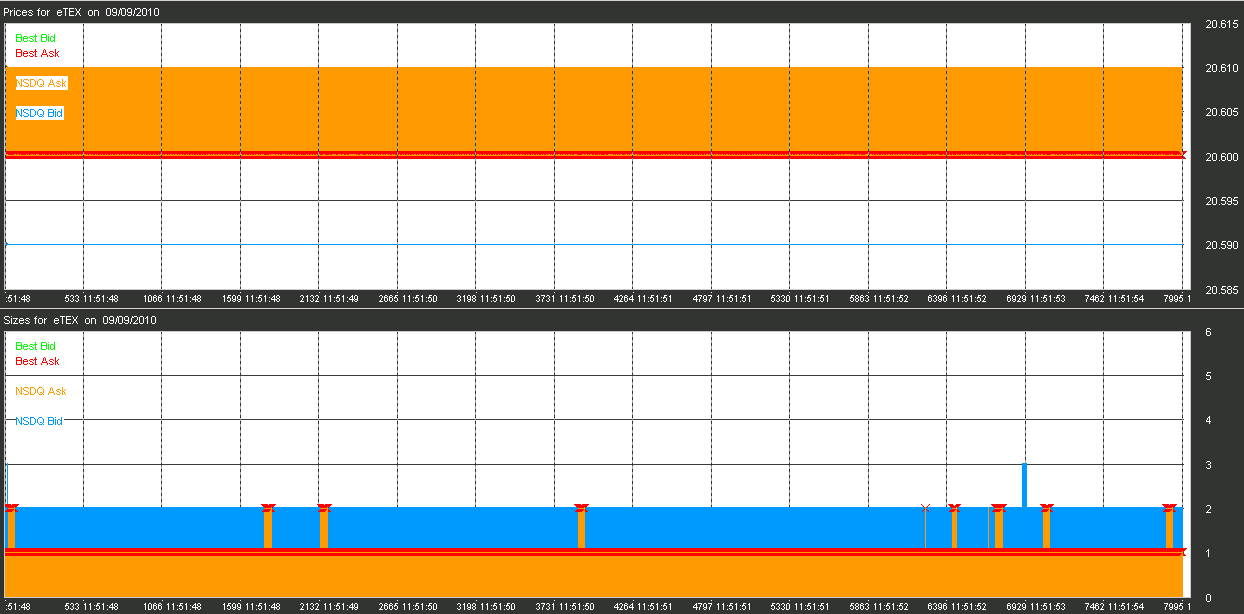 Prices for eTEX on 09/09/2010
Best Bid
Best Ask
NSDQ Ask
NSDQ Bid
20.615
20.610
20.605
20.600
20.595
20.590
20.585
:51:48 533 11:51:48 1066 11:51:48 1599 11:51:48 2132 11:51:49 2665 11:51:50 3198 11:51:50 3731 11:51:50 4264 11:51:51 4797 11:51:51 5330 11:51:51 5863 11:51:52 6396 11:51:52 6929 11:51:53 7462 11:51:54 7995 1
Sizes for eTEX on 09/09/2010
Best Bid
Best Ask
NSDQ Ask
NSDQ Bid
6
5
4
3
2
1
0
:51:48 533 11:51:48 1066 11:51:48 1599 11:51:48 2132 11:51:49 2665 11:51:50 3198 11:51:50 3731 11:51:50 4264 11:51:51 4797 11:51:51 5330 11:51:51 5863 11:51:52 6396 11:51:52 6929 11:51:53 7462 11:51:54 7995 1